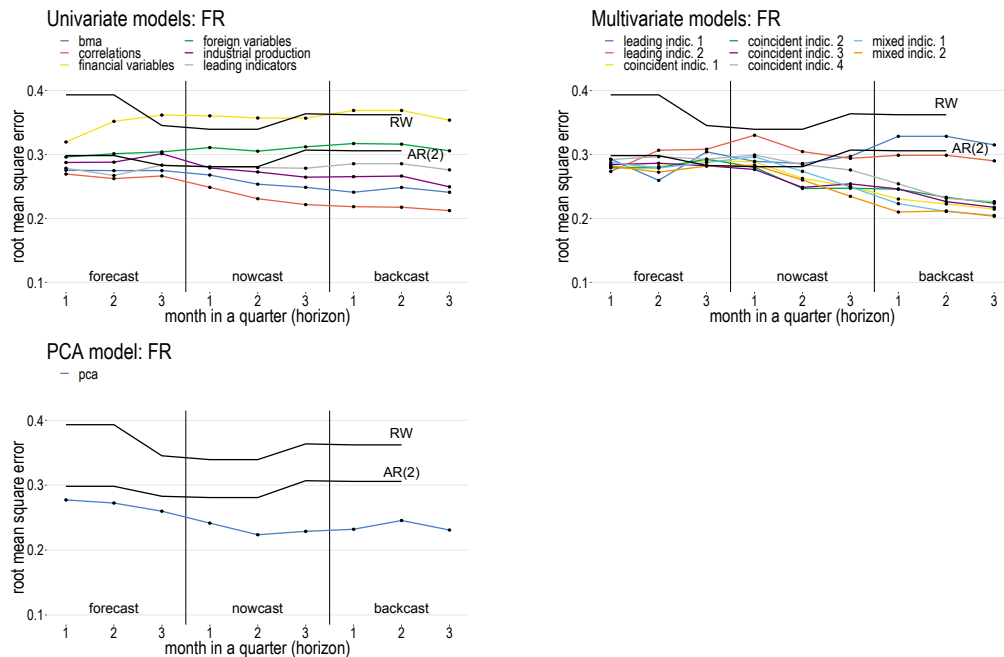 Univariate models: FR
bma
foreign variables
correlations
industrial production
financial variables
leading indicators
root mean square error
0.4
0.3
0.2
0.1
RW
AR(2)
forecast
nowcast
backcast
1 2 3 1 2 3 1 2 3
month in a quarter (horizon)
Multivariate models: FR
leading indic. 1
coincident indic. 2
mixed indic. 1
leading indic. 2
coincident indic. 3
mixed indic. 2
coincident indic. 1
coincident indic. 4
root mean square error
0.4
0.3
0.2
0.1
RW
AR(2)
forecast
nowcast
backcast
1 2 3 1 2 3 1 2 3
month in a quarter (horizon)
PCA model: FR
pca
root mean square error
0.4
0.3
0.2
0.1
RW
AR(2)
forecast
nowcast
backcast
1 2 3 1 2 3 1 2 3
month in a quarter (horizon)